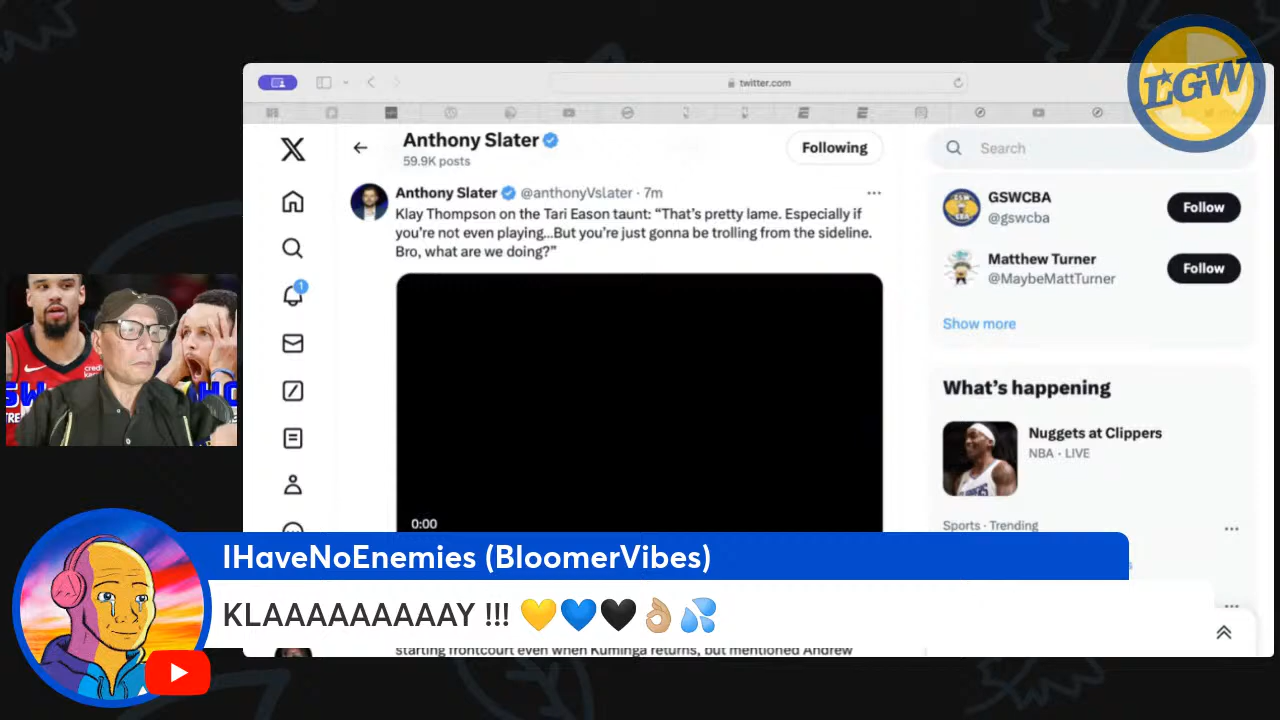 LGW
twitter.com
Anthony Slater
59.9K posts
Following
Search
Anthony Slater @anthonyVslater · 7m
Klay Thompson on the Tari Eason taunt: “That’s pretty lame. Especially if
you’re not even playing...But you’re just gonna be trolling from the sideline.
Bro, what are we doing?”
0:00
GSWCBA
@gswcba
Follow
Matthew Turner
@MaybeMattTurner
Follow
Show more
What’s happening
Nuggets at Clippers
NBA · LIVE
Sports · Trending
1
IHaveNoEnemies (BloomerVibes)
KLAAAAAAAAAY !!! 💛💙🖤👌🏼💦
starting frontcourt even when Kuminga returns, but mentioned Andrew